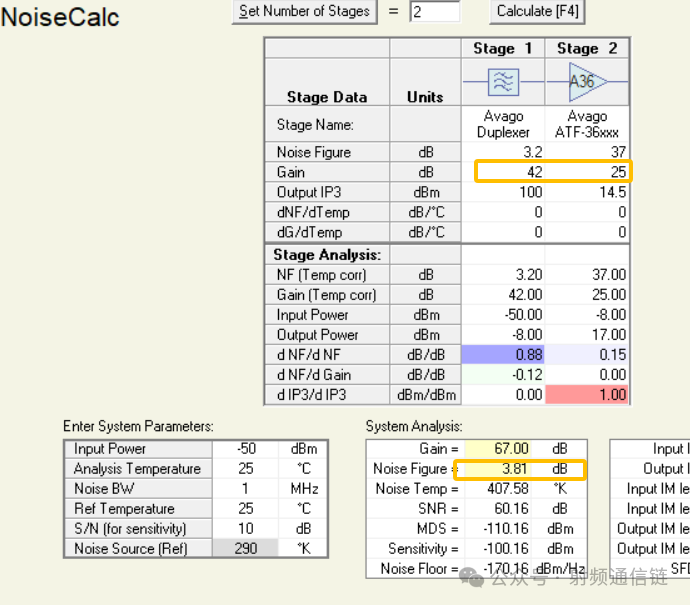 NoiseCalc
Set Number of Stages = 2 Calculate [F4]
Stage 1 Stage 2
A36
Stage Data Units
Stage Name: Avago Duplexer Avago ATF-36xxx
Noise Figure dB 3.2 37
Gain dB 42 25
Output IP3 dBm 100 14.5
dNF/dTemp dB/°C 0 0
dG/dTemp dB/°C 0 0
Stage Analysis:
NF (Temp corr) dB 3.20 37.00
Gain (Temp corr) dB 42.00 25.00
Input Power dBm -50.00 -8.00
Output Power dBm -8.00 17.00
d NF/d NF dB/dB 0.88 0.15
d NF/d Gain dB/dB -0.12 0.00
d IP3/d IP3 dBm/dBm 0.00 1.00
Enter System Parameters:
Input Power -50 dBm
Analysis Temperature 25 °C
Noise BW 1 MHz
Ref Temperature 25 °C
S/N (for sensitivity) 10 dB
Noise Source (Ref) 290 °K
System Analysis:
Gain = 67.00 dB
Noise Figure = 3.81 dB
Noise Temp = 407.58 °K
SNR = 60.16 dB
MDS = -110.16 dBm
Sensitivity = -100.16 dBm
Noise Floor = -170.16 dBm/Hz
Input I
Output I
Input IM le
Input IM le
Output IM le
Output IM le
SFD
公众号 · 射频通信链